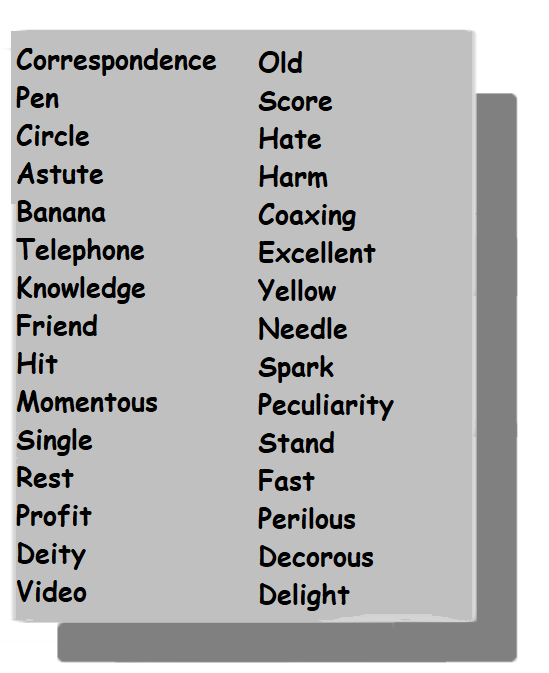 Correspondence
Pen
Circle
Astute
Banana
Telephone
Knowledge
Friend
Hit
Momentous
Single
Rest
Profit
Deity
Video
Old
Score
Hate
Harm
Coaxing
Excellent
Yellow
Needle
Spark
Peculiarity
Stand
Fast
Perilous
Decorous
Delight